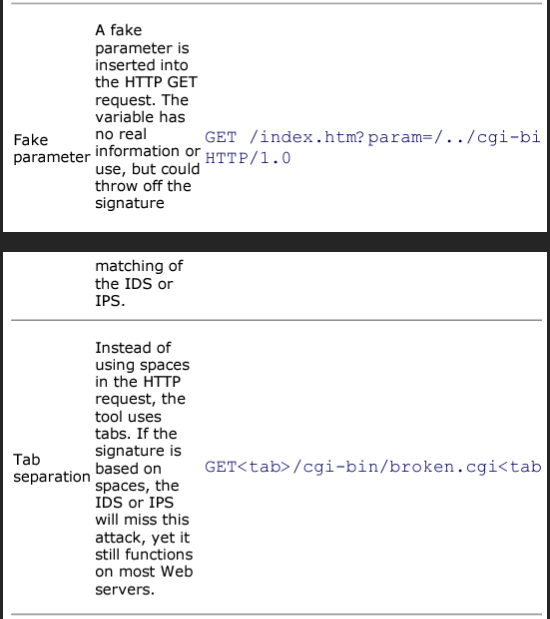 A fake
parameter is
inserted into
the HTTP GET
request. The
variable has
no real
information or
use, but could
throw off the
signature
Fake
parameter
GET /index.htm?param=/../cgi-bi
HTTP/1.0
matching of
the IDS or
IPS.
Instead of
using spaces
in the HTTP
request, the
tool uses
tabs. If the
signature is
based on
spaces, the
IDS or IPS
will miss this
attack, yet it
still functions
on most Web
servers.
Tab
separation
GET<tab>/cgi-bin/broken.cgi<tab